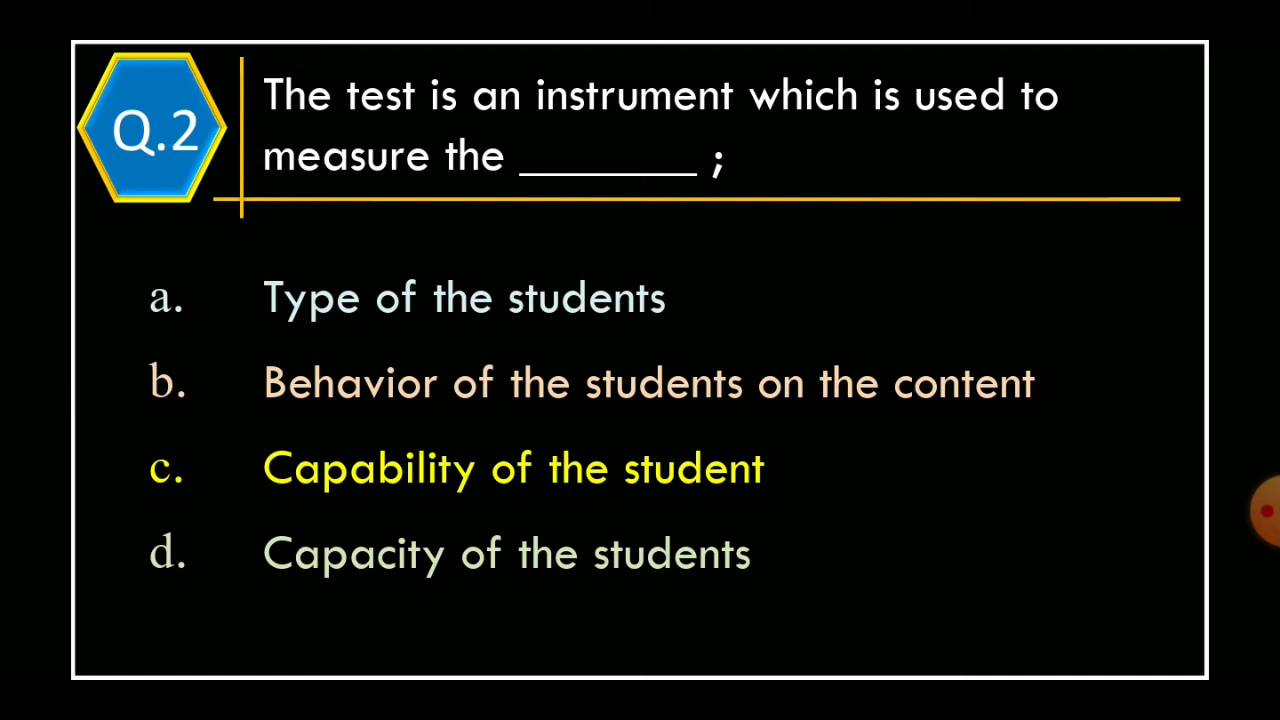 Q.2
The test is an instrument which is used to
measure the ________ ;
a. Type of the students
b. Behavior of the students on the content
c. Capability of the student
d. Capacity of the students